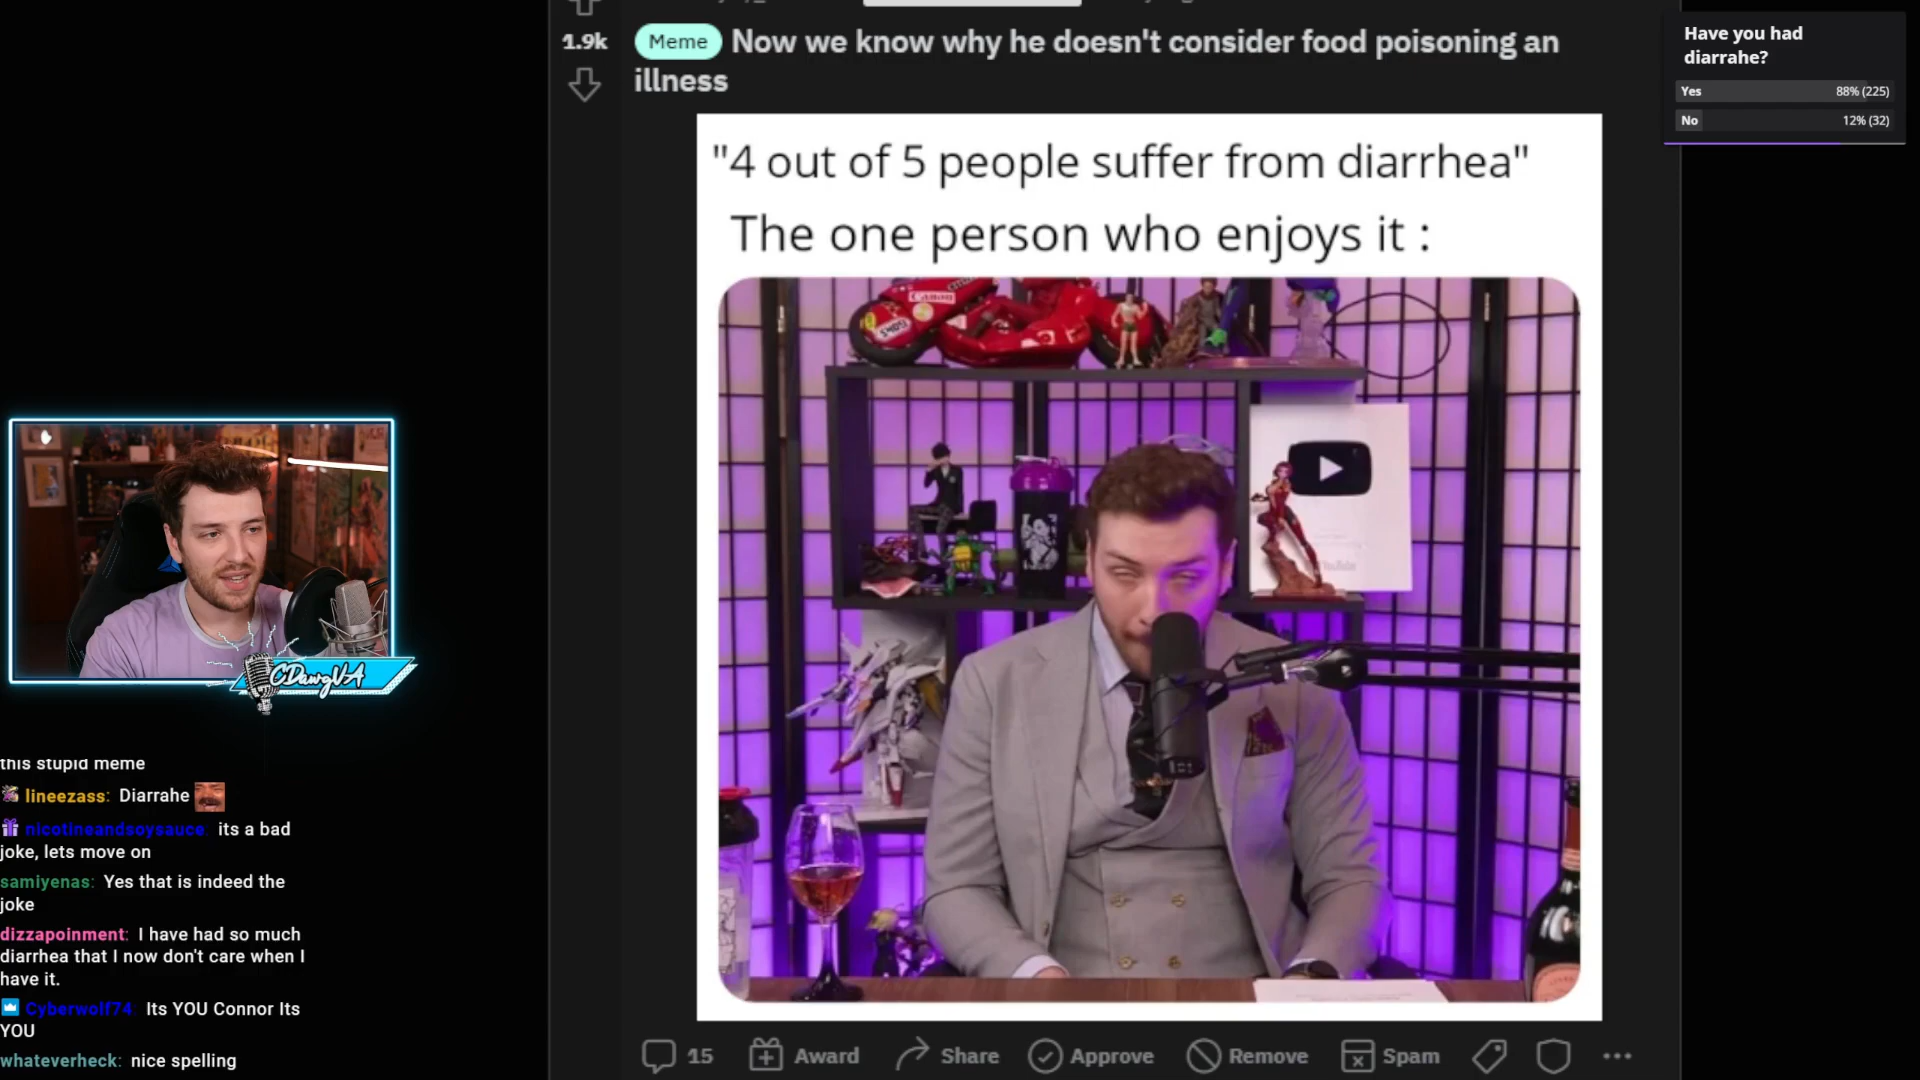 1.9k
Meme Now we know why he doesn't consider food poisoning an
illness
"4 out of 5 people suffer from diarrhea"
The one person who enjoys it :
Canon
Have you had
diarrahe?
Yes 88% (225)
No 12% (32)
CDawgVA
this stupid meme
lineezass: Diarrahe
nicotineandsoysauce: its a bad
joke, lets move on
samiyenas: Yes that is indeed the
joke
dizzapoinment: I have had so much
diarrhea that I now don't care when I
have it.
Cyberwolf74: Its YOU Connor Its
YOU
whateverheck: nice spelling
15 Award Share Approve Remove Spam